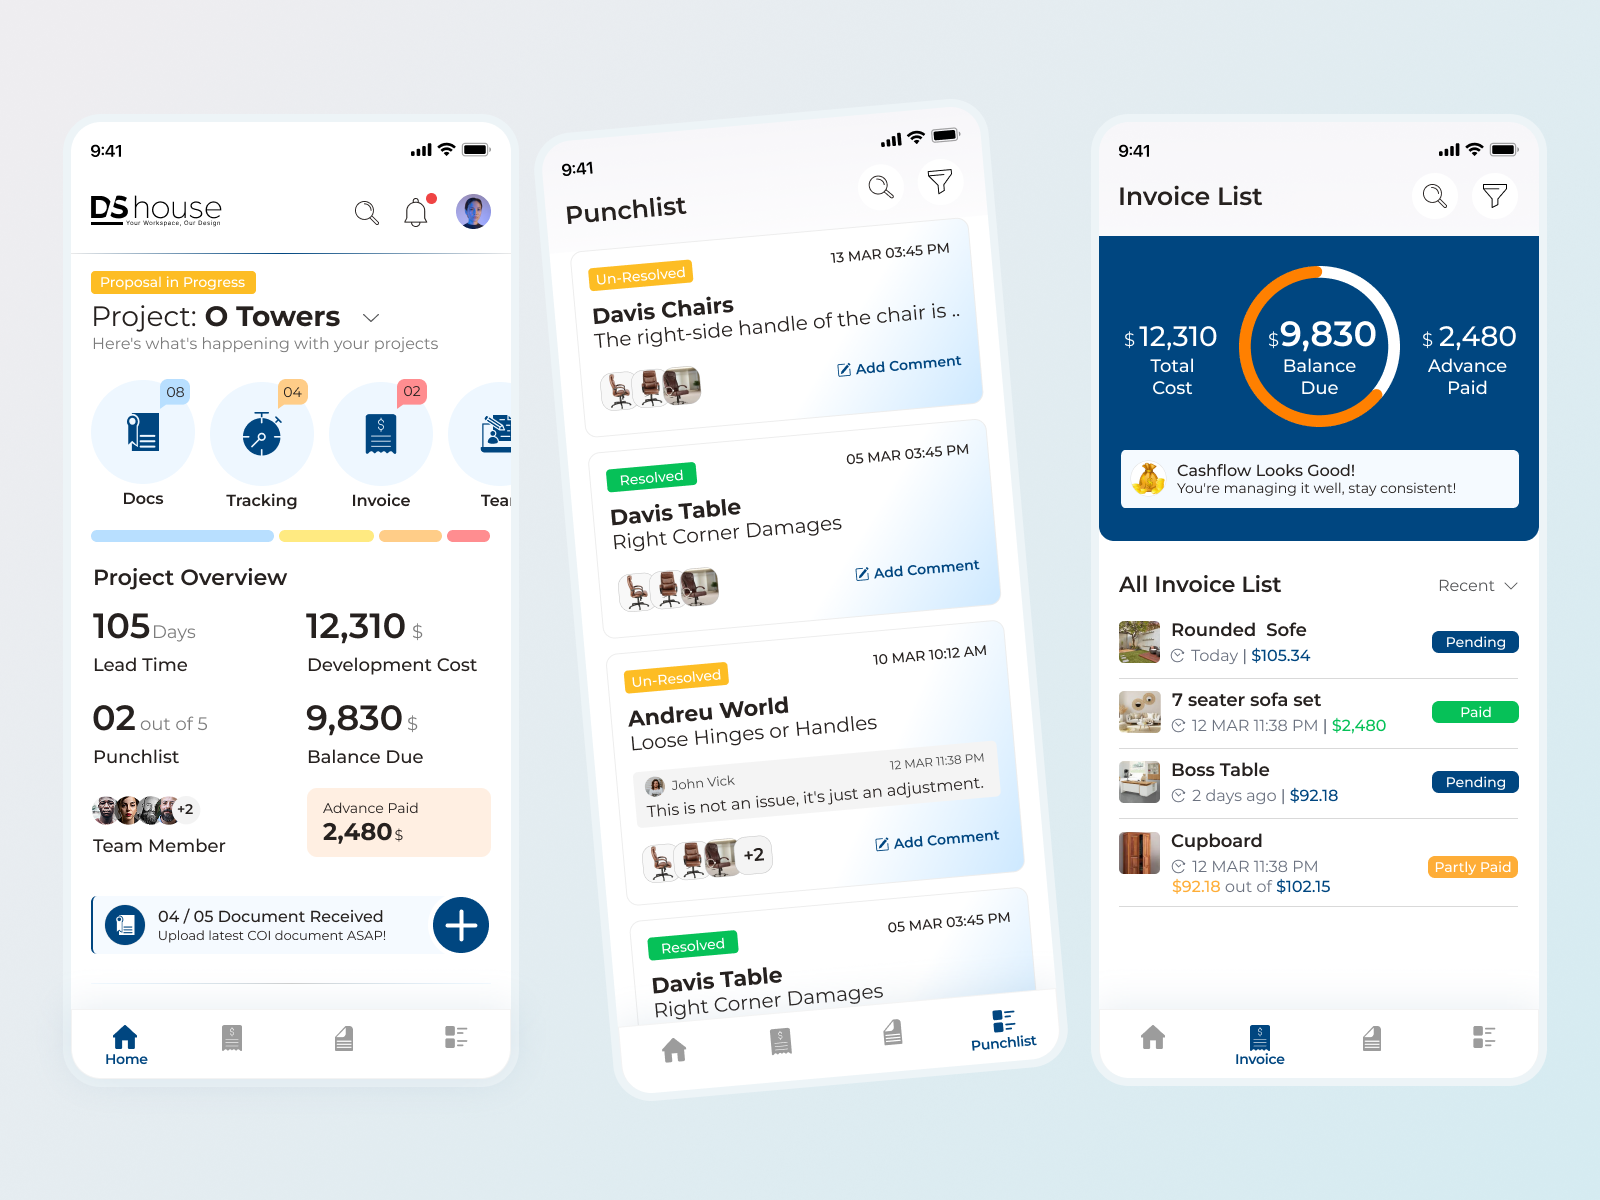 9:41
DS house
Your Workspace, Our Design
Proposal in Progress
Project: O Towers
Here's what's happening with your projects
08
04
02
Docs
Tracking
Invoice
Tea
Project Overview
105 Days
Lead Time
12,310 $
Development Cost
02 out of 5
Punchlist
9,830 $
Balance Due
+2
Team Member
Advance Paid
2,480 $
04 / 05 Document Received
Upload latest COI document ASAP!
Home
9:41
Punchlist
Un-Resolved
13 MAR 03:45 PM
Davis Chairs
The right-side handle of the chair is ..
Add Comment
Resolved
05 MAR 03:45 PM
Davis Table
Right Corner Damages
Add Comment
Un-Resolved
10 MAR 10:12 AM
Andreu World
Loose Hinges or Handles
John Vick
12 MAR 11:38 PM
This is not an issue, it's just an adjustment.
+2
Add Comment
Resolved
05 MAR 03:45 PM
Davis Table
Right Corner Damages
Punchlist
9:41
Invoice List
$ 12,310
Total
Cost
$ 9,830
Balance
Due
$ 2,480
Advance
Paid
Cashflow Looks Good!
You're managing it well, stay consistent!
All Invoice List
Recent
Rounded Sofe
Today | $105.34
Pending
7 seater sofa set
12 MAR 11:38 PM | $2,480
Paid
Boss Table
2 days ago | $92.18
Pending
Cupboard
12 MAR 11:38 PM
$92.18 out of $102.15
Partly Paid
Invoice